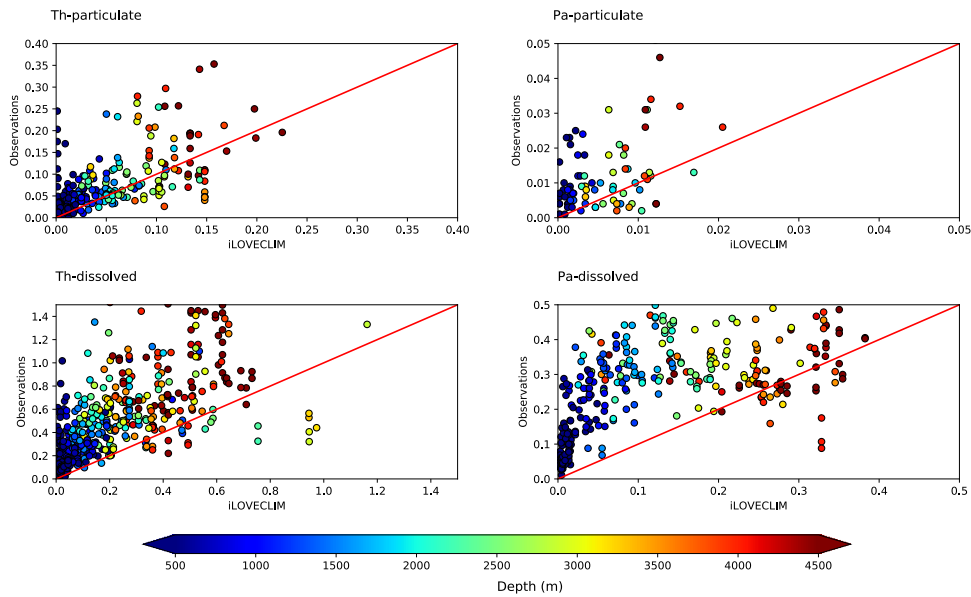 Th-particulate
Pa-particulate
0.40
0.35
0.30
0.25
0.20
0.15
0.10
0.05
0.00
Observations
0.00 0.05 0.10 0.15 0.20 0.25 0.30 0.35 0.40
iLOVECLIM
0.05
0.04
0.03
0.02
0.01
0.00
Observations
0.00 0.01 0.02 0.03 0.04 0.05
iLOVECLIM
Th-dissolved
Pa-dissolved
1.4
1.2
1.0
0.8
0.6
0.4
0.2
0.0
Observations
0.0 0.2 0.4 0.6 0.8 1.0 1.2 1.4
iLOVECLIM
0.5
0.4
0.3
0.2
0.1
0.0
Observations
0.0 0.1 0.2 0.3 0.4 0.5
iLOVECLIM
500 1000 1500 2000 2500 3000 3500 4000 4500
Depth (m)